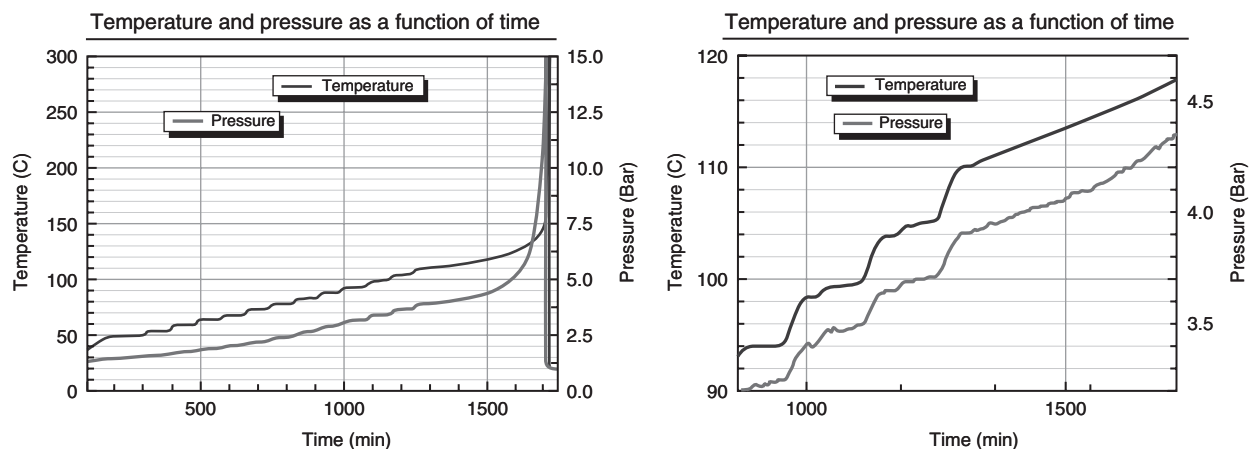 Temperature and pressure as a function of time
300
250
200
150
100
50
0
Temperature (C)
Temperature
Pressure
15.0
12.5
10.0
7.5
5.0
2.5
0.0
Pressure (Bar)
500
1000
1500
Time (min)
Temperature and pressure as a function of time
120
110
100
90
Temperature (C)
Temperature
Pressure
4.5
4.0
3.5
Pressure (Bar)
1000
1500
Time (min)